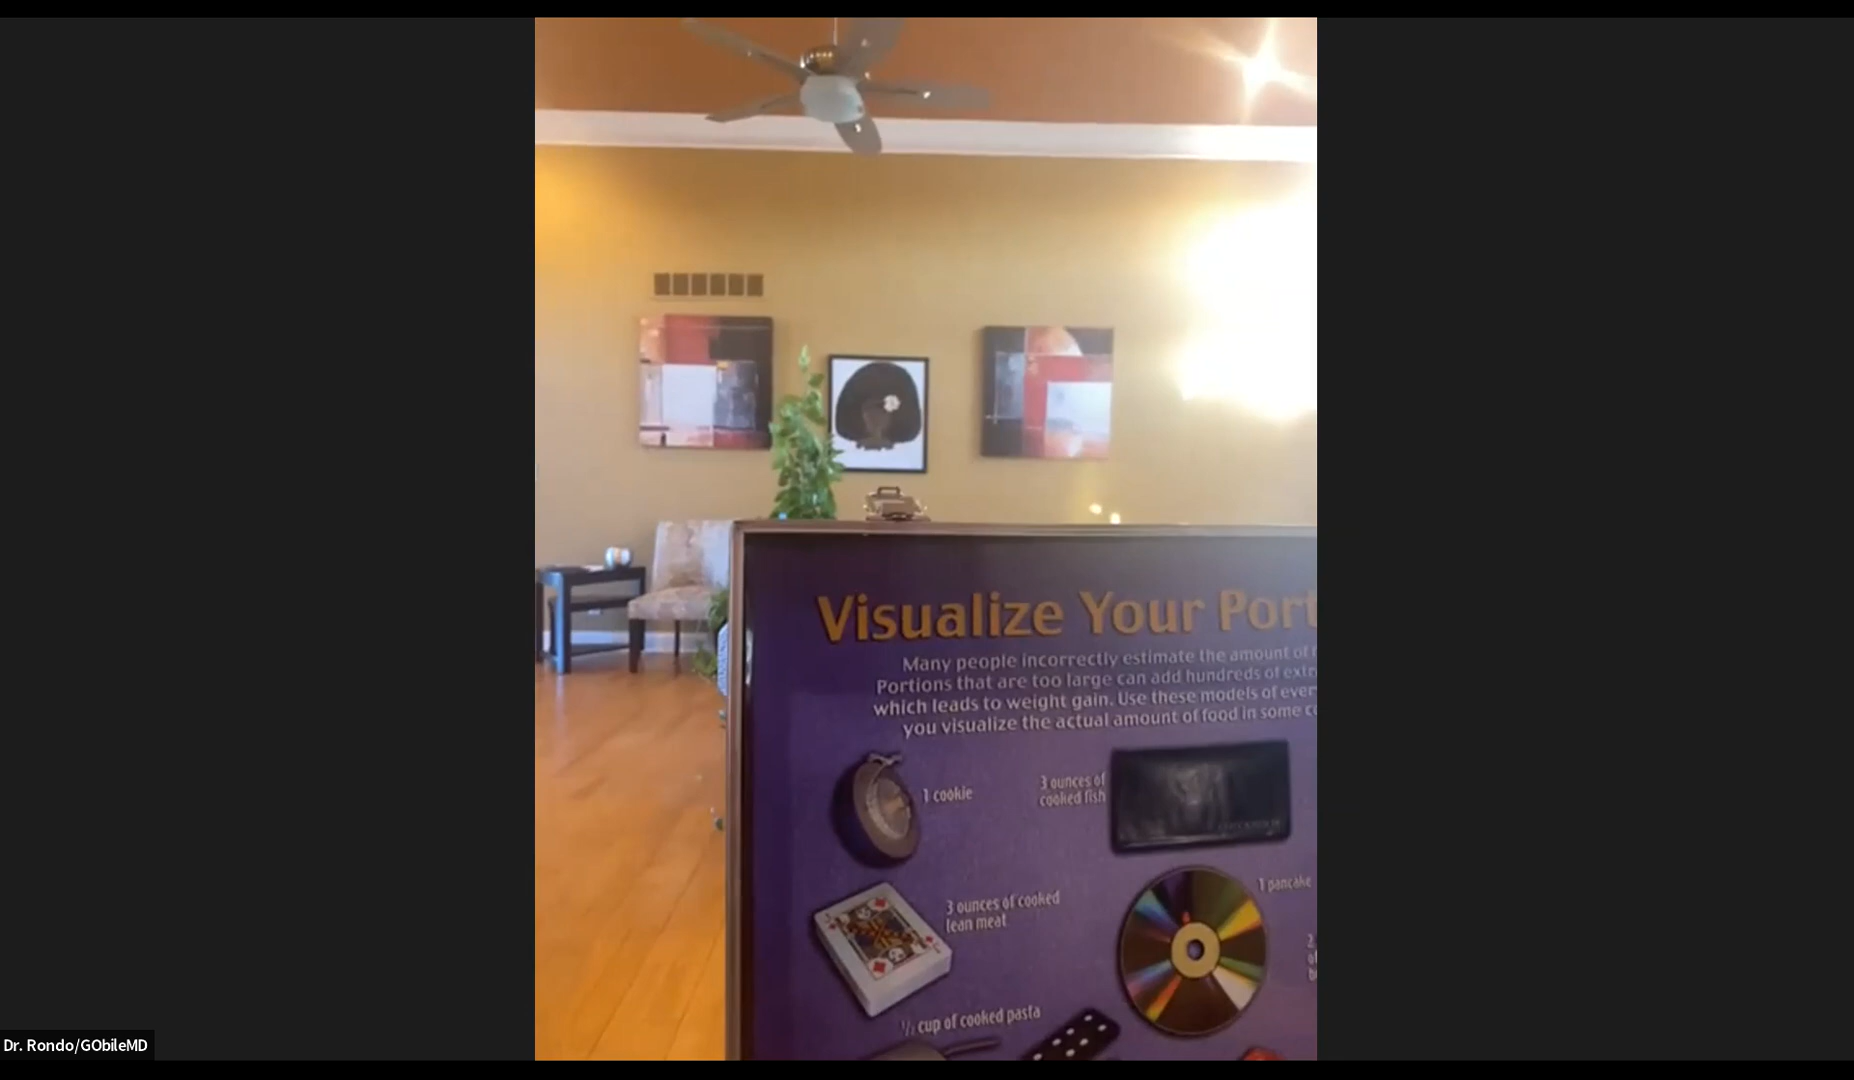 Visualize Your Port
Many people incorrectly estimate the amount of
Portions that are too large can add hundreds of extr
which leads to weight gain. Use these models of ever
you visualize the actual amount of food in some c
1 cookie
3 ounces of
cooked fish
3 ounces of cooked
lean meat
1 pancake
2
of
½ cup of cooked pasta
Dr. Rondo/GObileMD